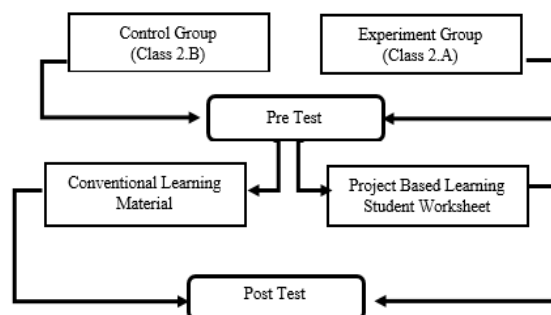 Control Group
(Class 2.B)
Experiment Group
(Class 2.A)
Pre Test
Conventional Learning
Material
Project Based Learning
Student Worksheet
Post Test